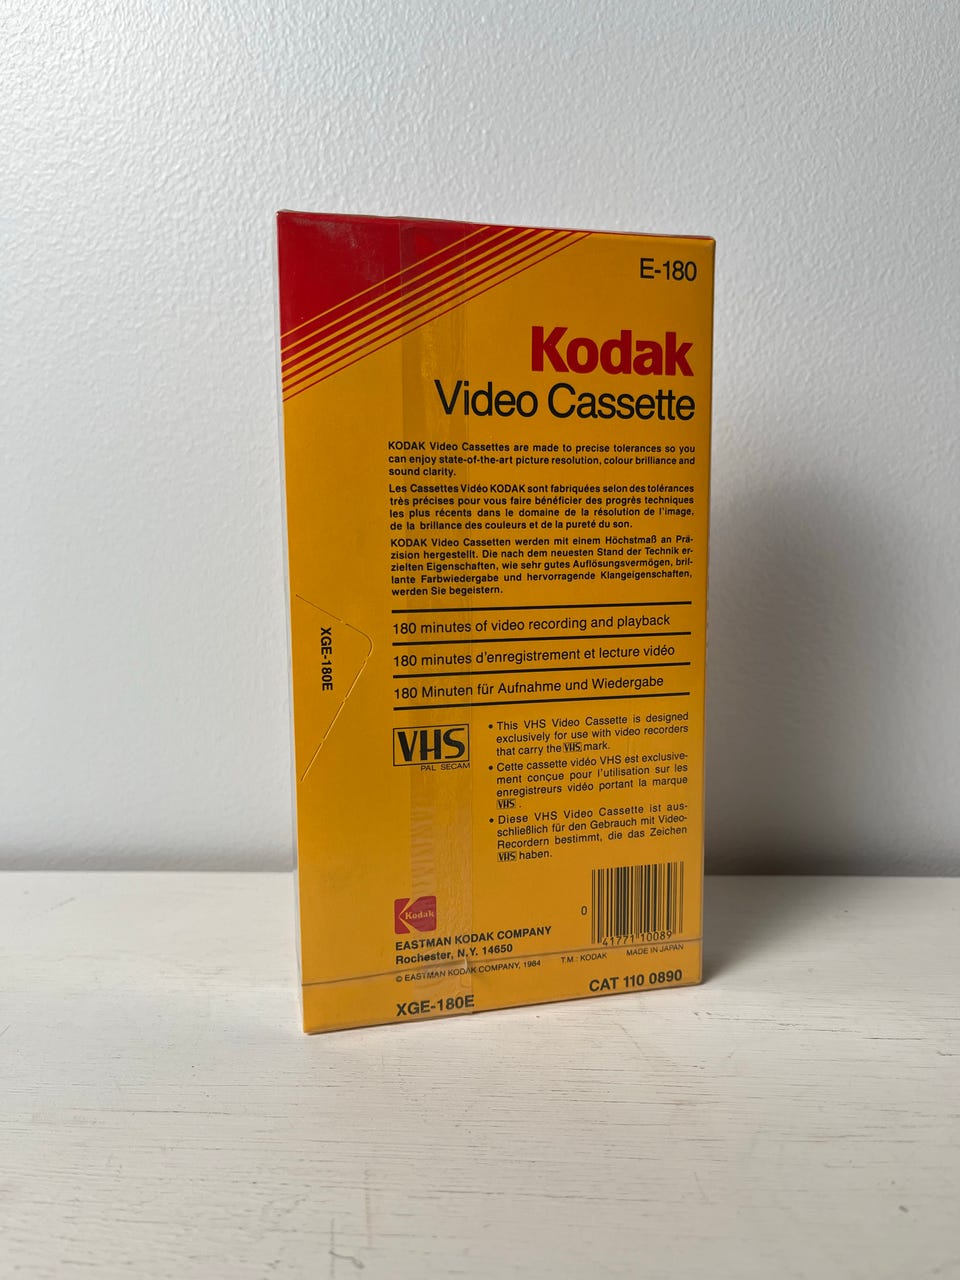 E-180
Kodak
Video Cassette
KODAK Video Cassettes are made to precise tolerances so you
can enjoy state-of-the-art picture resolution, colour brilliance and
sound clarity.
Les Cassettes Vidéo KODAK sont fabriquées selon des tolérances
très précises pour vous faire bénéficier des progrès techniques
les plus récents dans le domaine de la résolution de l'image,
de la brillance des couleurs et de la pureté du son.
KODAK Video Cassetten werden mit einem Höchstmaß an Prä-
zision hergestellt. Die nach dem neuesten Stand der Technik er-
zielten Eigenschaften, wie sehr gutes Auflösungsvermögen, bril-
lante Farbwiedergabe und hervorragende Klangeigenschaften,
werden Sie begeistern.
180 minutes of video recording and playback
180 minutes d'enregistrement et lecture vidéo
180 Minuten für Aufnahme und Wiedergabe
XGE-180E
VHS
PAL SECAM
• This VHS Video Cassette is designed
exclusively for use with video recorders
that carry the VHS mark.
• Cette cassette vidéo VHS est exclusive-
ment conçue pour l'utilisation sur les
enregistreurs vidéo portant la marque
VHS .
• Diese VHS Video Cassette ist aus-
schließlich für den Gebrauch mit Video-
Recordern bestimmt, die das Zeichen
VHS haben.
Kodak
EASTMAN KODAK COMPANY
Rochester, N.Y. 14650
© EASTMAN KODAK COMPANY, 1984
T.M.: KODAK
MADE IN JAPAN
0 41771 10089
XGE-180E
CAT 110 0890